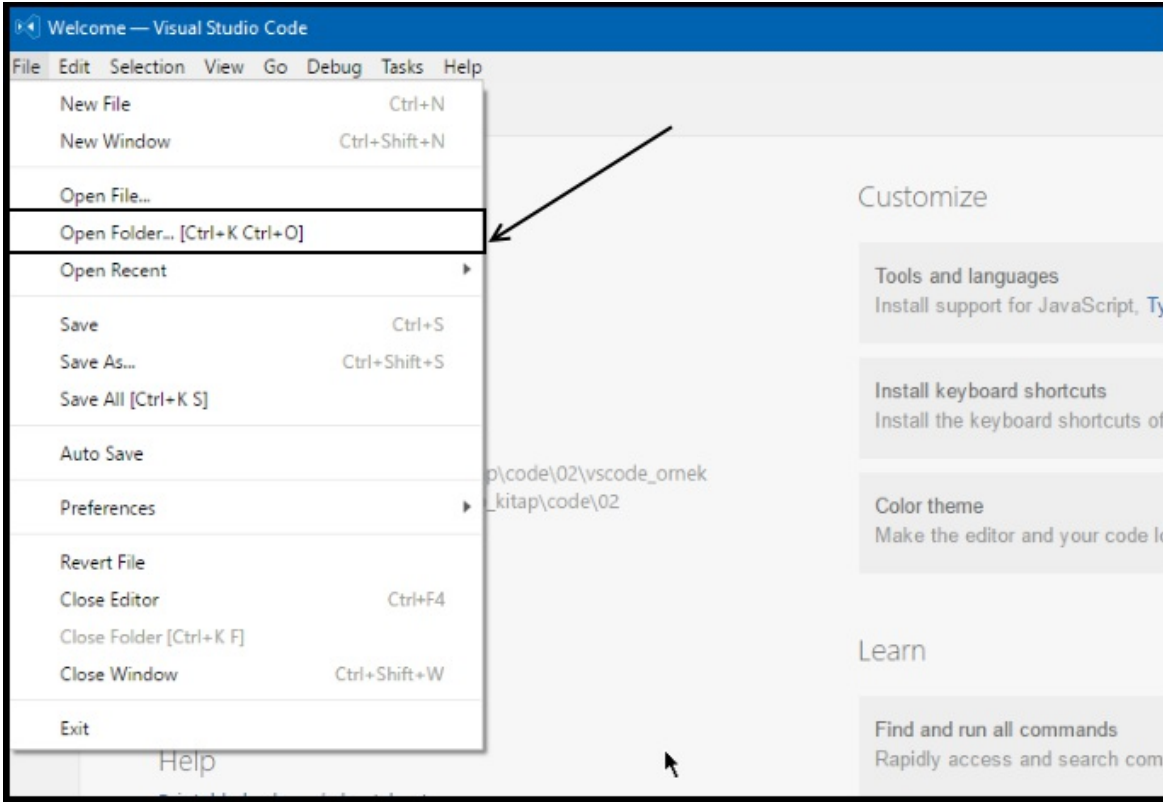 Welcome — Visual Studio Code
File Edit Selection View Go Debug Tasks Help
New File Ctrl+N
New Window Ctrl+Shift+N
Open File...
Open Folder... [Ctrl+K Ctrl+O]
Open Recent
Save Ctrl+S
Save As... Ctrl+Shift+S
Save All [Ctrl+K S]
Auto Save
Preferences
Revert File
Close Editor Ctrl+F4
Close Folder [Ctrl+K F]
Close Window Ctrl+Shift+W
Exit
p\code\02\vscode_ornek
_kitap\code\02
Help
Customize
Tools and languages
Install support for JavaScript, Ty
Install keyboard shortcuts
Install the keyboard shortcuts of
Color theme
Make the editor and your code lo
Learn
Find and run all commands
Rapidly access and search com